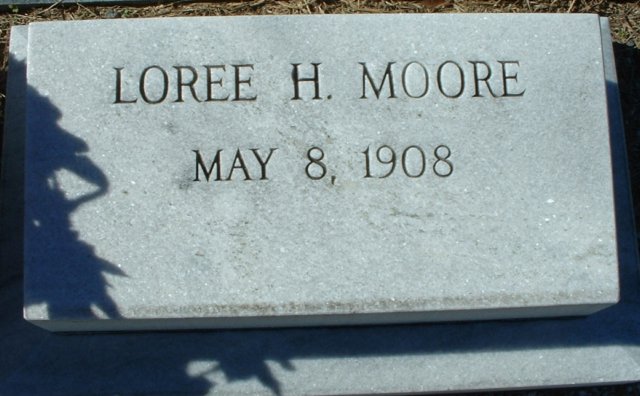 LOREE H. MOORE
MAY 8, 1908